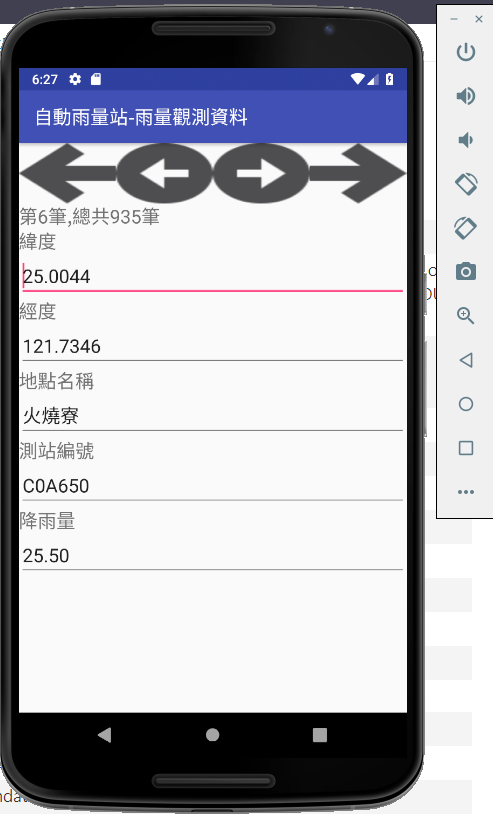 6:27
自動雨量站-雨量觀測資料
第6筆,總共935筆
緯度
25.0044
經度
121.7346
地點名稱
火燒寮
測站編號
C0A650
降雨量
25.50